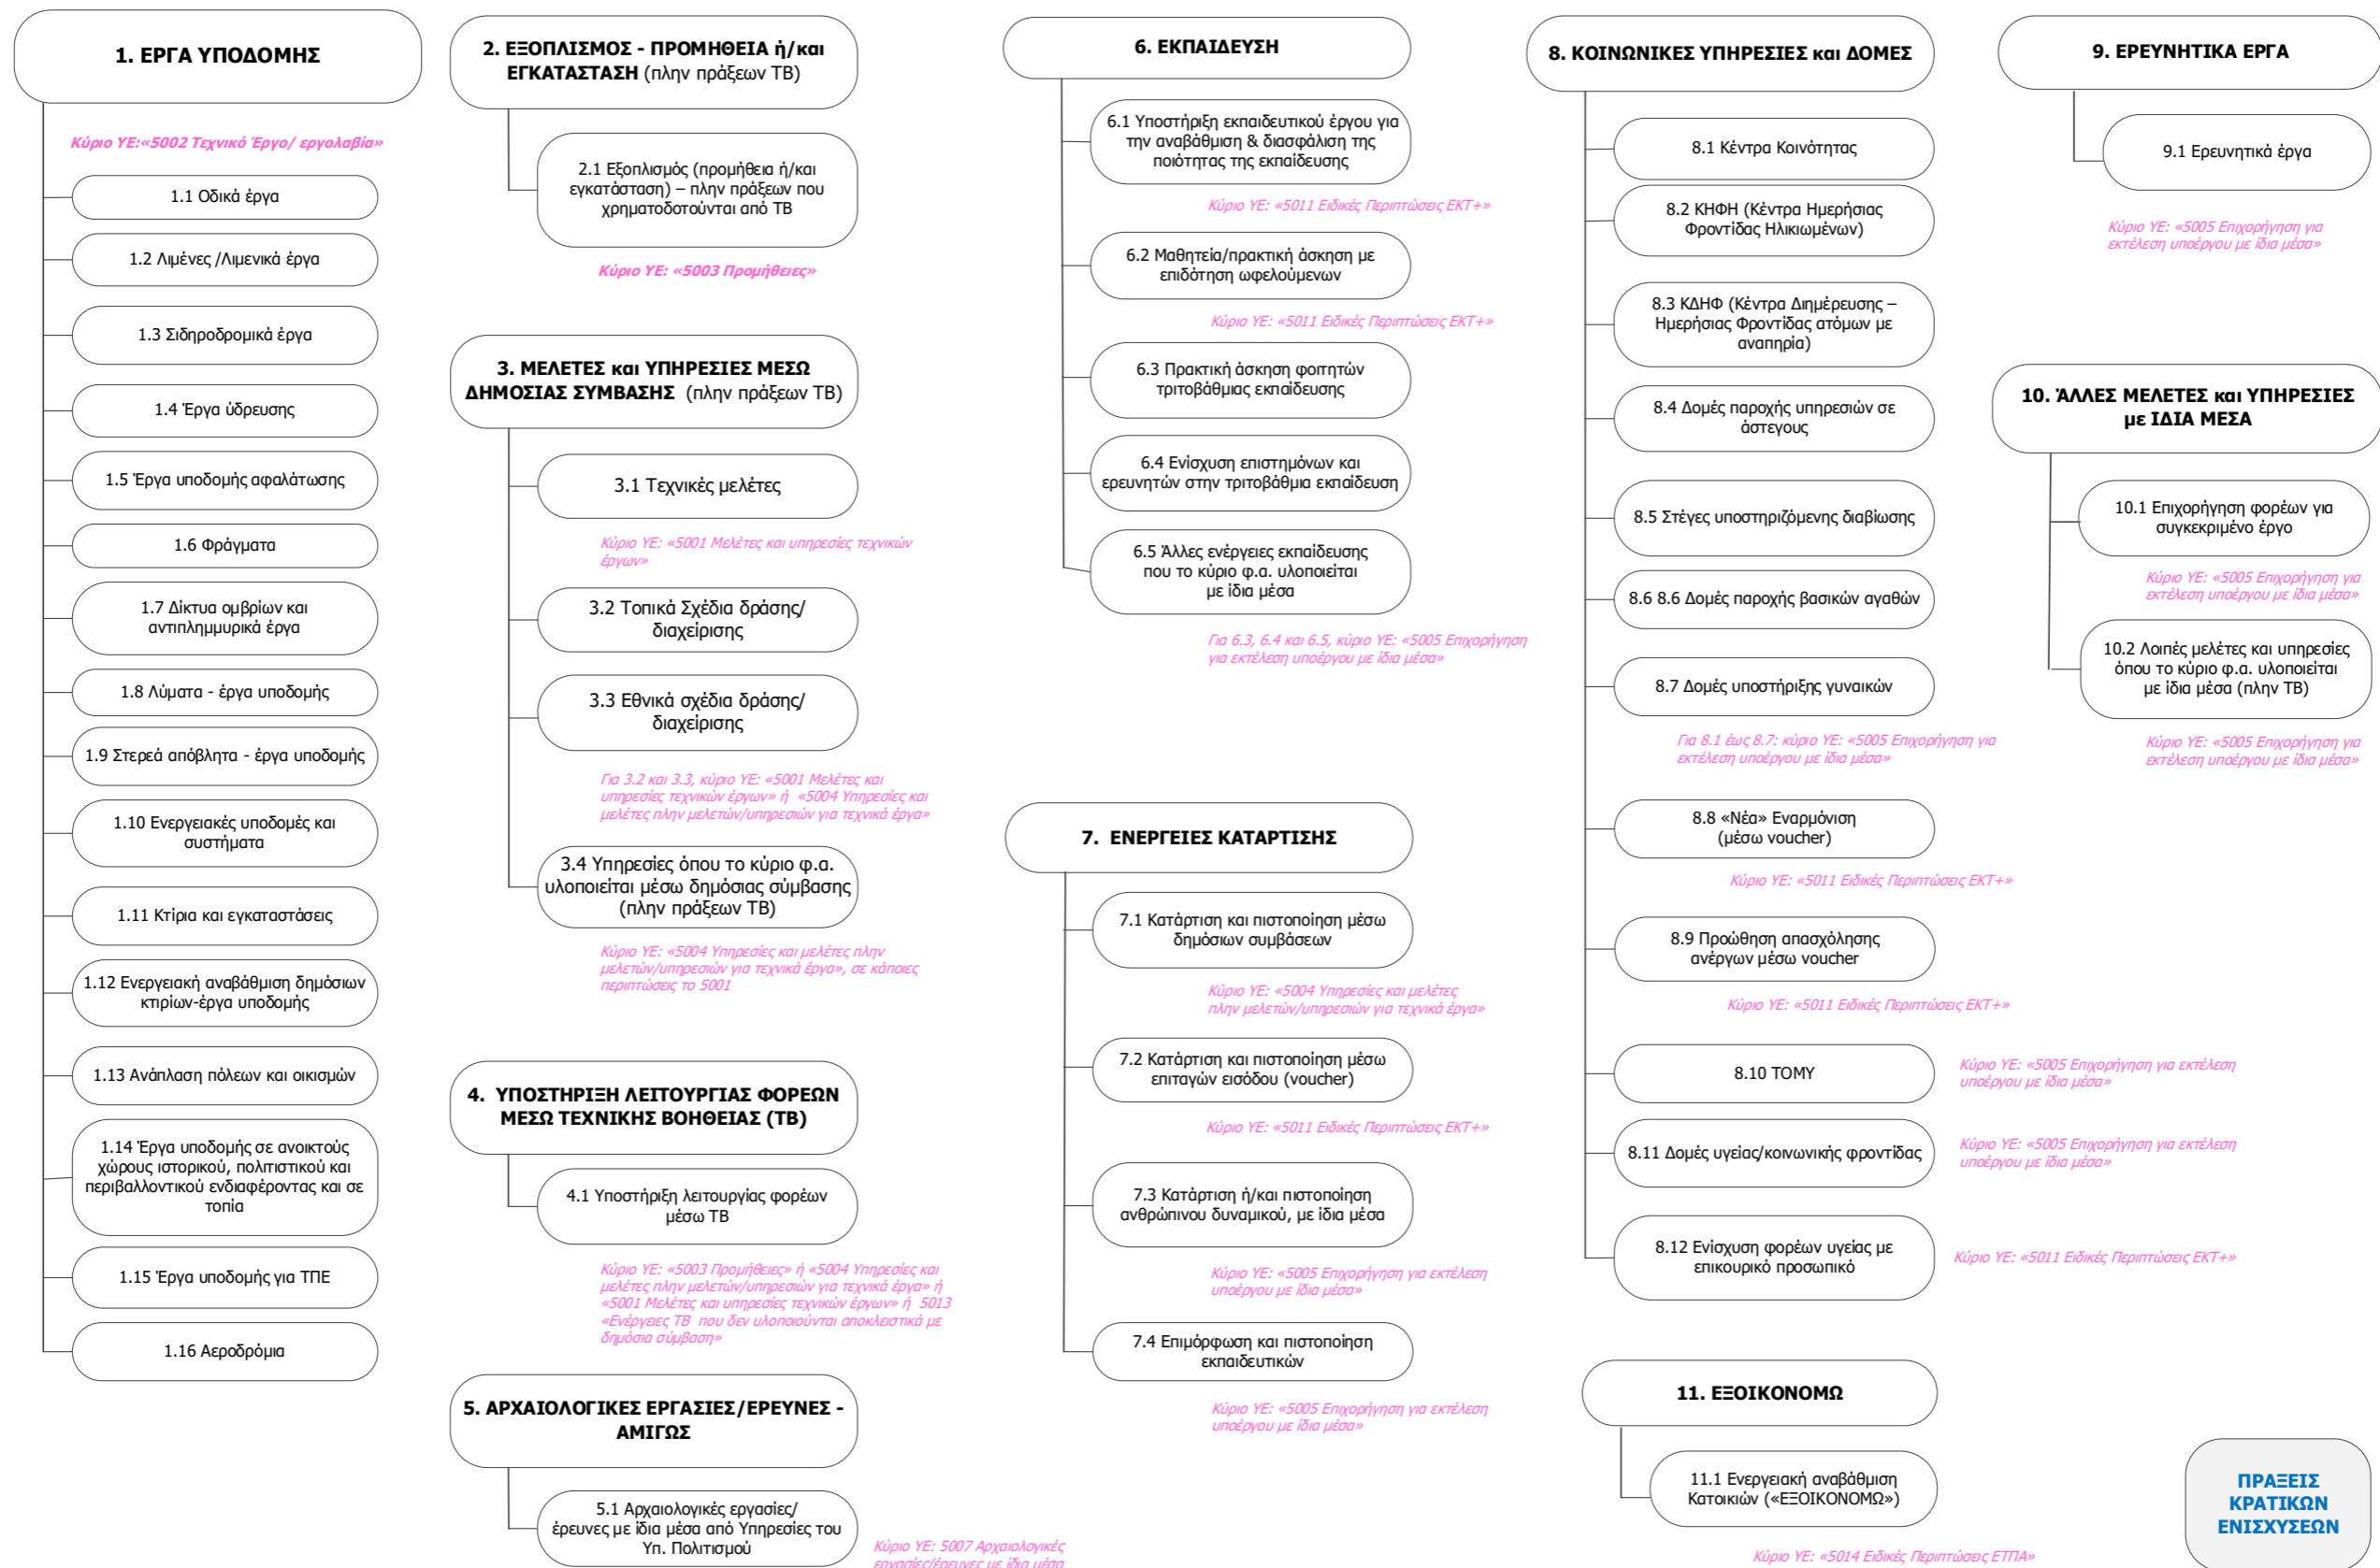 1. ΕΡΓΑ ΥΠΟΔΟΜΗΣ
Κύριο ΥΕ:«5002 Τεχνικό Έργο/ εργολαβία»
1.1 Οδικά έργα
1.2 Λιμένες /Λιμενικά έργα
1.3 Σιδηροδρομικά έργα
1.4 Έργα ύδρευσης
1.5 Έργα υποδομής αφαλάτωσης
1.6 Φράγματα
1.7 Δίκτυα ομβρίων και
αντιπλημμυρικά έργα
1.8 Λύματα - έργα υποδομής
1.9 Στερεά απόβλητα - έργα υποδομής
1.10 Ενεργειακές υποδομές και
συστήματα
1.11 Κτίρια και εγκαταστάσεις
1.12 Ενεργειακή αναβάθμιση δημόσιων
κτιρίων-έργα υποδομής
1.13 Ανάπλαση πόλεων και οικισμών
1.14 Έργα υποδομής σε ανοικτούς
χώρους ιστορικού, πολιτιστικού και
περιβαλλοντικού ενδιαφέροντας και σε
τοπία
1.15 Έργα υποδομής για ΤΠΕ
1.16 Αεροδρόμια
2. ΕΞΟΠΛΙΣΜΟΣ - ΠΡΟΜΗΘΕΙΑ ή/και
ΕΓΚΑΤΑΣΤΑΣΗ (πλην πράξεων ΤΒ)
2.1 Εξοπλισμός (προμήθεια ή/και
εγκατάσταση) – πλην πράξεων που
χρηματοδοτούνται από ΤΒ
Κύριο ΥΕ: «5003 Προμήθειες»
3. ΜΕΛΕΤΕΣ και ΥΠΗΡΕΣΙΕΣ ΜΕΣΩ
ΔΗΜΟΣΙΑΣ ΣΥΜΒΑΣΗΣ (πλην πράξεων ΤΒ)
3.1 Τεχνικές μελέτες
Κύριο ΥΕ: «5001 Μελέτες και υπηρεσίες τεχνικών
έργων»
3.2 Τοπικά Σχέδια δράσης/
διαχείρισης
3.3 Εθνικά σχέδια δράσης/
διαχείρισης
Για 3.2 και 3.3, κύριο ΥΕ: «5001 Μελέτες και
υπηρεσίες τεχνικών έργων» ή «5004 Υπηρεσίες και
μελέτες πλην μελετών/υπηρεσιών για τεχνικά έργα»
3.4 Υπηρεσίες όπου το κύριο φ.α.
υλοποιείται μέσω δημόσιας σύμβασης
(πλην πράξεων ΤΒ)
Κύριο ΥΕ: «5004 Υπηρεσίες και μελέτες πλην
μελετών/υπηρεσιών για τεχνικά έργα», σε κάποιες
περιπτώσεις το 5001
4. ΥΠΟΣΤΗΡΙΞΗ ΛΕΙΤΟΥΡΓΙΑΣ ΦΟΡΕΩΝ
ΜΕΣΩ ΤΕΧΝΙΚΗΣ ΒΟΗΘΕΙΑΣ (ΤΒ)
4.1 Υποστήριξη λειτουργίας φορέων
μέσω ΤΒ
Κύριο ΥΕ: «5003 Προμήθειες» ή «5004 Υπηρεσίες και
μελέτες πλην μελετών/υπηρεσιών για τεχνικά έργα» ή
«5001 Μελέτες και υπηρεσίες τεχνικών έργων» ή 5013
«Ενέργειες ΤΒ που δεν υλοποιούνται αποκλειστικά με
δημόσια σύμβαση»
5. ΑΡΧΑΙΟΛΟΓΙΚΕΣ ΕΡΓΑΣΙΕΣ/ΕΡΕΥΝΕΣ -
ΑΜΙΓΩΣ
5.1 Αρχαιολογικές εργασίες/
έρευνες με ίδια μέσα από Υπηρεσίες του
Υπ. Πολιτισμού
Κύριο ΥΕ: 5007 Αρχαιολογικές
εργασίες/έρευνες με ίδια μέσα
6. ΕΚΠΑΙΔΕΥΣΗ
6.1 Υποστήριξη εκπαιδευτικού έργου για
την αναβάθμιση & διασφάλιση της
ποιότητας της εκπαίδευσης
Κύριο ΥΕ: «5011 Ειδικές Περιπτώσεις ΕΚΤ+»
6.2 Μαθητεία/πρακτική άσκηση με
επιδότηση ωφελούμενων
Κύριο ΥΕ: «5011 Ειδικές Περιπτώσεις ΕΚΤ+»
6.3 Πρακτική άσκηση φοιτητών
τριτοβάθμιας εκπαίδευσης
6.4 Ενίσχυση επιστημόνων και
ερευνητών στην τριτοβάθμια εκπαίδευση
6.5 Άλλες ενέργειες εκπαίδευσης
που το κύριο φ.α. υλοποιείται
με ίδια μέσα
Για 6.3, 6.4 και 6.5, κύριο ΥΕ: «5005 Επιχορήγηση
για εκτέλεση υποέργου με ίδια μέσα»
7. ΕΝΕΡΓΕΙΕΣ ΚΑΤΑΡΤΙΣΗΣ
7.1 Κατάρτιση και πιστοποίηση μέσω
δημόσιων συμβάσεων
Κύριο ΥΕ: «5004 Υπηρεσίες και μελέτες
πλην μελετών/υπηρεσιών για τεχνικά έργα»
7.2 Κατάρτιση και πιστοποίηση μέσω
επιταγών εισόδου (voucher)
Κύριο ΥΕ: «5011 Ειδικές Περιπτώσεις ΕΚΤ+»
7.3 Κατάρτιση ή/και πιστοποίηση
ανθρώπινου δυναμικού, με ίδια μέσα
Κύριο ΥΕ: «5005 Επιχορήγηση για εκτέλεση
υποέργου με ίδια μέσα»
7.4 Επιμόρφωση και πιστοποίηση
εκπαιδευτικών
Κύριο ΥΕ: «5005 Επιχορήγηση για εκτέλεση
υποέργου με ίδια μέσα»
8. ΚΟΙΝΩΝΙΚΕΣ ΥΠΗΡΕΣΙΕΣ και ΔΟΜΕΣ
8.1 Κέντρα Κοινότητας
8.2 ΚΗΦΗ (Κέντρα Ημερήσιας
Φροντίδας Ηλικιωμένων)
8.3 ΚΔΗΦ (Κέντρα Διημέρευσης –
Ημερήσιας Φροντίδας ατόμων με
αναπηρία)
8.4 Δομές παροχής υπηρεσιών σε
άστεγους
8.5 Στέγες υποστηριζόμενης διαβίωσης
8.6 8.6 Δομές παροχής βασικών αγαθών
8.7 Δομές υποστήριξης γυναικών
Για 8.1 έως 8.7: κύριο ΥΕ: «5005 Επιχορήγηση για
εκτέλεση υποέργου με ίδια μέσα»
8.8 «Νέα» Εναρμόνιση
(μέσω voucher)
Κύριο ΥΕ: «5011 Ειδικές Περιπτώσεις ΕΚΤ+»
8.9 Προώθηση απασχόλησης
ανέργων μέσω voucher
Κύριο ΥΕ: «5011 Ειδικές Περιπτώσεις ΕΚΤ+»
8.10 ΤΟΜΥ
Κύριο ΥΕ: «5005 Επιχορήγηση για εκτέλεση
υποέργου με ίδια μέσα»
8.11 Δομές υγείας/κοινωνικής φροντίδας
Κύριο ΥΕ: «5005 Επιχορήγηση για εκτέλεση
υποέργου με ίδια μέσα»
8.12 Ενίσχυση φορέων υγείας με
επικουρικό προσωπικό
Κύριο ΥΕ: «5011 Ειδικές Περιπτώσεις ΕΚΤ+»
9. ΕΡΕΥΝΗΤΙΚΑ ΕΡΓΑ
9.1 Ερευνητικά έργα
Κύριο ΥΕ: «5005 Επιχορήγηση για
εκτέλεση υποέργου με ίδια μέσα»
10. ΆΛΛΕΣ ΜΕΛΕΤΕΣ και ΥΠΗΡΕΣΙΕΣ
με ΙΔΙΑ ΜΕΣΑ
10.1 Επιχορήγηση φορέων για
συγκεκριμένο έργο
Κύριο ΥΕ: «5005 Επιχορήγηση για
εκτέλεση υποέργου με ίδια μέσα»
10.2 Λοιπές μελέτες και υπηρεσίες
όπου το κύριο φ.α. υλοποιείται
με ίδια μέσα (πλην ΤΒ)
Κύριο ΥΕ: «5005 Επιχορήγηση για
εκτέλεση υποέργου με ίδια μέσα»
11. ΕΞΟΙΚΟΝΟΜΩ
11.1 Ενεργειακή αναβάθμιση
Κατοικιών («ΕΞΟΙΚΟΝΟΜΩ»)
Κύριο ΥΕ: «5014 Ειδικές Περιπτώσεις ΕΤΠΑ»
ΠΡΑΞΕΙΣ
ΚΡΑΤΙΚΩΝ
ΕΝΙΣΧΥΣΕΩΝ